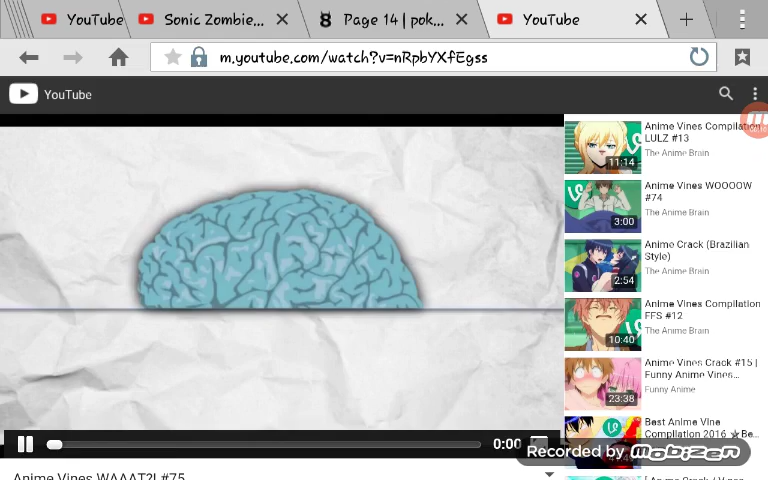 YouTube
Sonic Zombie...
Page 14 | pok...
YouTube
m.youtube.com/watch?v=nRpbYXfEgss
YouTube
Anime Vines Compilation
LULZ #13
The Anime Brain
11:14
Anime Vines WOOOOW
#74
The Anime Brain
3:00
Anime Crack (Brazilian
Style)
The Anime Brain
2:54
Anime Vines Compilation
FFS #12
The Anime Brain
10:40
Anime Vines Crack #15 |
Funny Anime Vines...
Funny Anime
23:38
Best Anime Vine
Compilation 2016 ★Be...
0:00
Recorded by mobizen
Anime Vines WAAAT?! #75